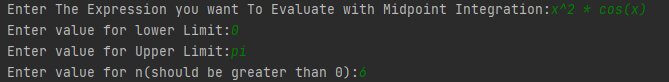 Enter The Expression you want To Evaluate with Midpoint Integration:x^2 * cos(x)
Enter value for lower Limit:0
Enter value for Upper Limit:pi
Enter value for n(should be greater than 0):6